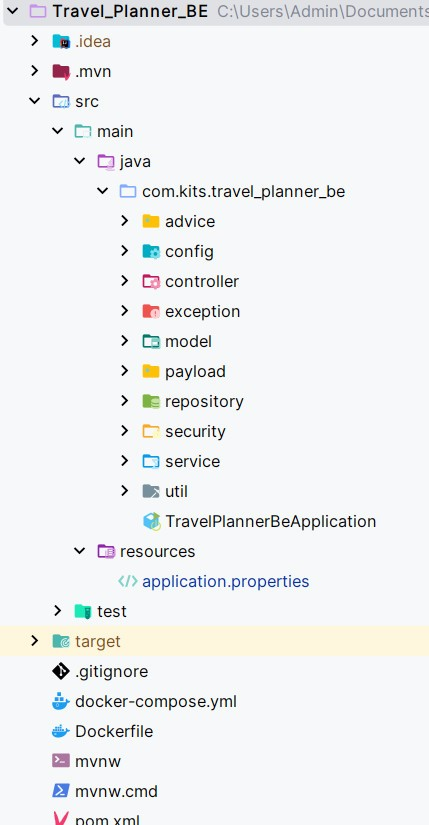 Travel_Planner_BE C:\Users\Admin\Documents
.idea
.mvn
src
main
java
com.kits.travel_planner_be
advice
config
controller
exception
model
payload
repository
security
service
util
TravelPlannerBeApplication
resources
application.properties
test
target
.gitignore
docker-compose.yml
Dockerfile
mvnw
mvnw.cmd
pom.xml